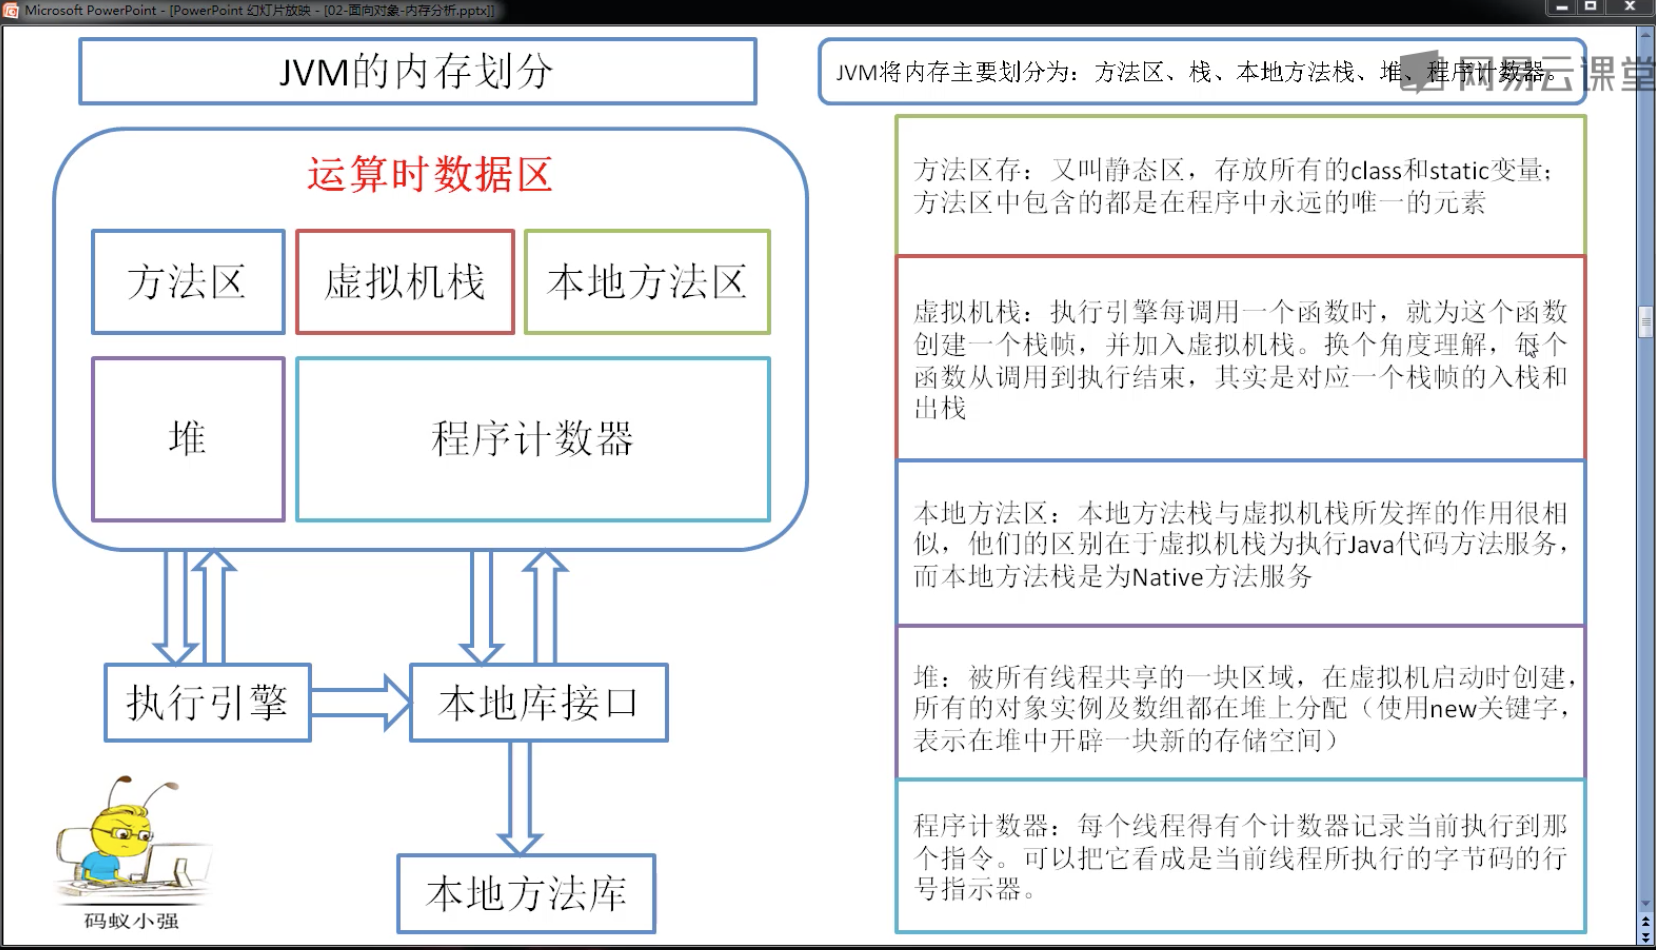 Microsoft PowerPoint - [PowerPoint 幻灯片放映 - [02-面向对象-内存分析.pptx]]
JVM的内存划分
运算时数据区
方法区
虚拟机栈
本地方法区
堆
程序计数器
执行引擎
本地库接口
本地方法库
码蚁小强
JVM将内存主要划分为：方法区、栈、本地方法栈、堆、程序计数器。
网易云课堂
方法区存：又叫静态区，存放所有的class和static变量；
方法区中包含的都是在程序中永远的唯一的元素
虚拟机栈：执行引擎每调用一个函数时，就为这个函数
创建一个栈帧，并加入虚拟机栈。换个角度理解，每个
函数从调用到执行结束，其实是对应一个栈帧的入栈和
出栈
本地方法区：本地方法栈与虚拟机栈所发挥的作用很相
似，他们的区别在于虚拟机栈为执行Java代码方法服务，
而本地方法栈是为Native方法服务
堆：被所有线程共享的一块区域，在虚拟机启动时创建，
所有的对象实例及数组都在堆上分配（使用new关键字，
表示在堆中开辟一块新的存储空间）
程序计数器：每个线程得有个计数器记录当前执行到那
个指令。可以把它看成是当前线程所执行的字节码的行
号指示器。